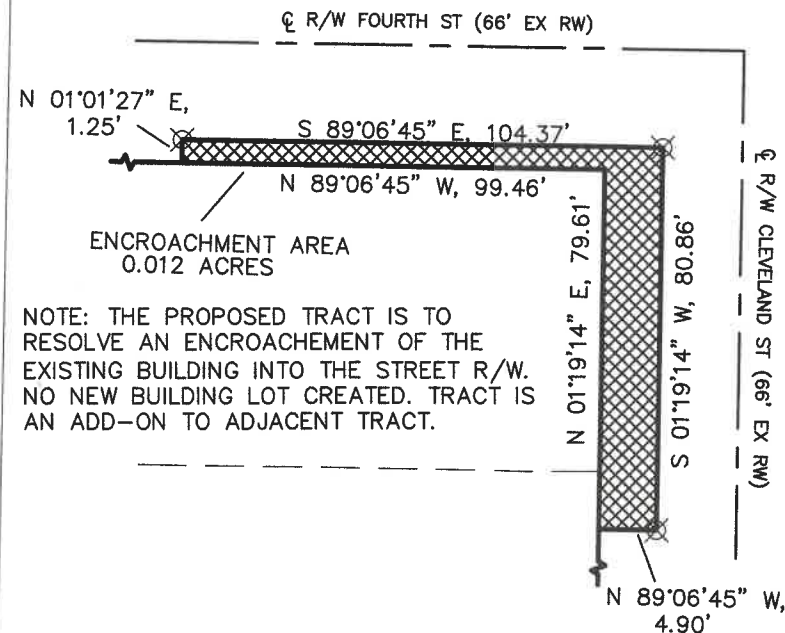 ℄ R/W FOURTH ST (66' EX RW)
N 01°01'27" E,
1.25'
S 89°06'45" E, 104.37'
N 89°06'45" W, 99.46'
ENCROACHMENT AREA
0.012 ACRES
N 01°19'14" E, 79.61'
S 01°19'14" W, 80.86'
℄ R/W CLEVELAND ST (66' EX RW)
NOTE: THE PROPOSED TRACT IS TO
RESOLVE AN ENCROACHEMENT OF THE
EXISTING BUILDING INTO THE STREET R/W.
NO NEW BUILDING LOT CREATED. TRACT IS
AN ADD-ON TO ADJACENT TRACT.
N 89°06'45" W,
4.90'